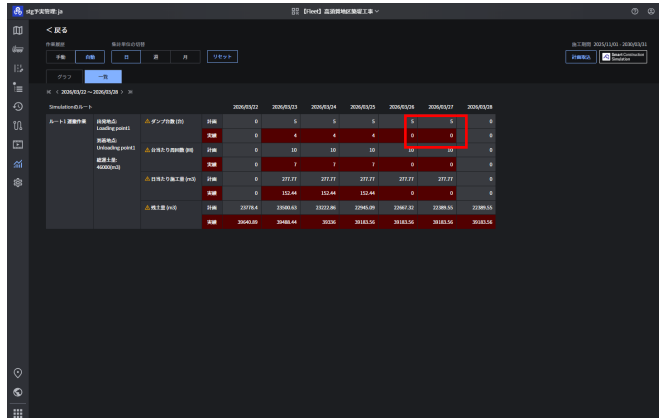 stg予実管理: ja
【Fleet】高須賀地区築堤工事
< 戻る
作業履歴 集計単位の切替
手動 自動 日 週 月 リセット
施工期間 2025/11/01 - 2030/03/31
計画取込 Smart Construction Simulation
グラフ 一覧
2026/03/22 ～ 2026/03/28
Simulationのルート 2026/03/22 2026/03/23 2026/03/24 2026/03/25 2026/03/26 2026/03/27 2026/03/28
ルート1 運搬作業
出発地点:
Loading point1
到着地点:
Unloading point1
総運土量:
46000(m3)
ダンプ台数 (台) 計画 0 5 5 5 5 5 0
実績 0 4 4 4 0 0 0
台当たり周回数 (回) 計画 0 10 10 10 10 10 0
実績 0 7 7 7 0 0 0
日当たり施工量 (m3) 計画 0 277.77 277.77 277.77 277.77 277.77 0
実績 0 152.44 152.44 152.44 0 0 0
残土量 (m3) 計画 23778.4 23500.63 23222.86 22945.09 22667.32 22389.55 22389.55
実績 39640.89 39488.44 39336 39183.56 39183.56 39183.56 39183.56